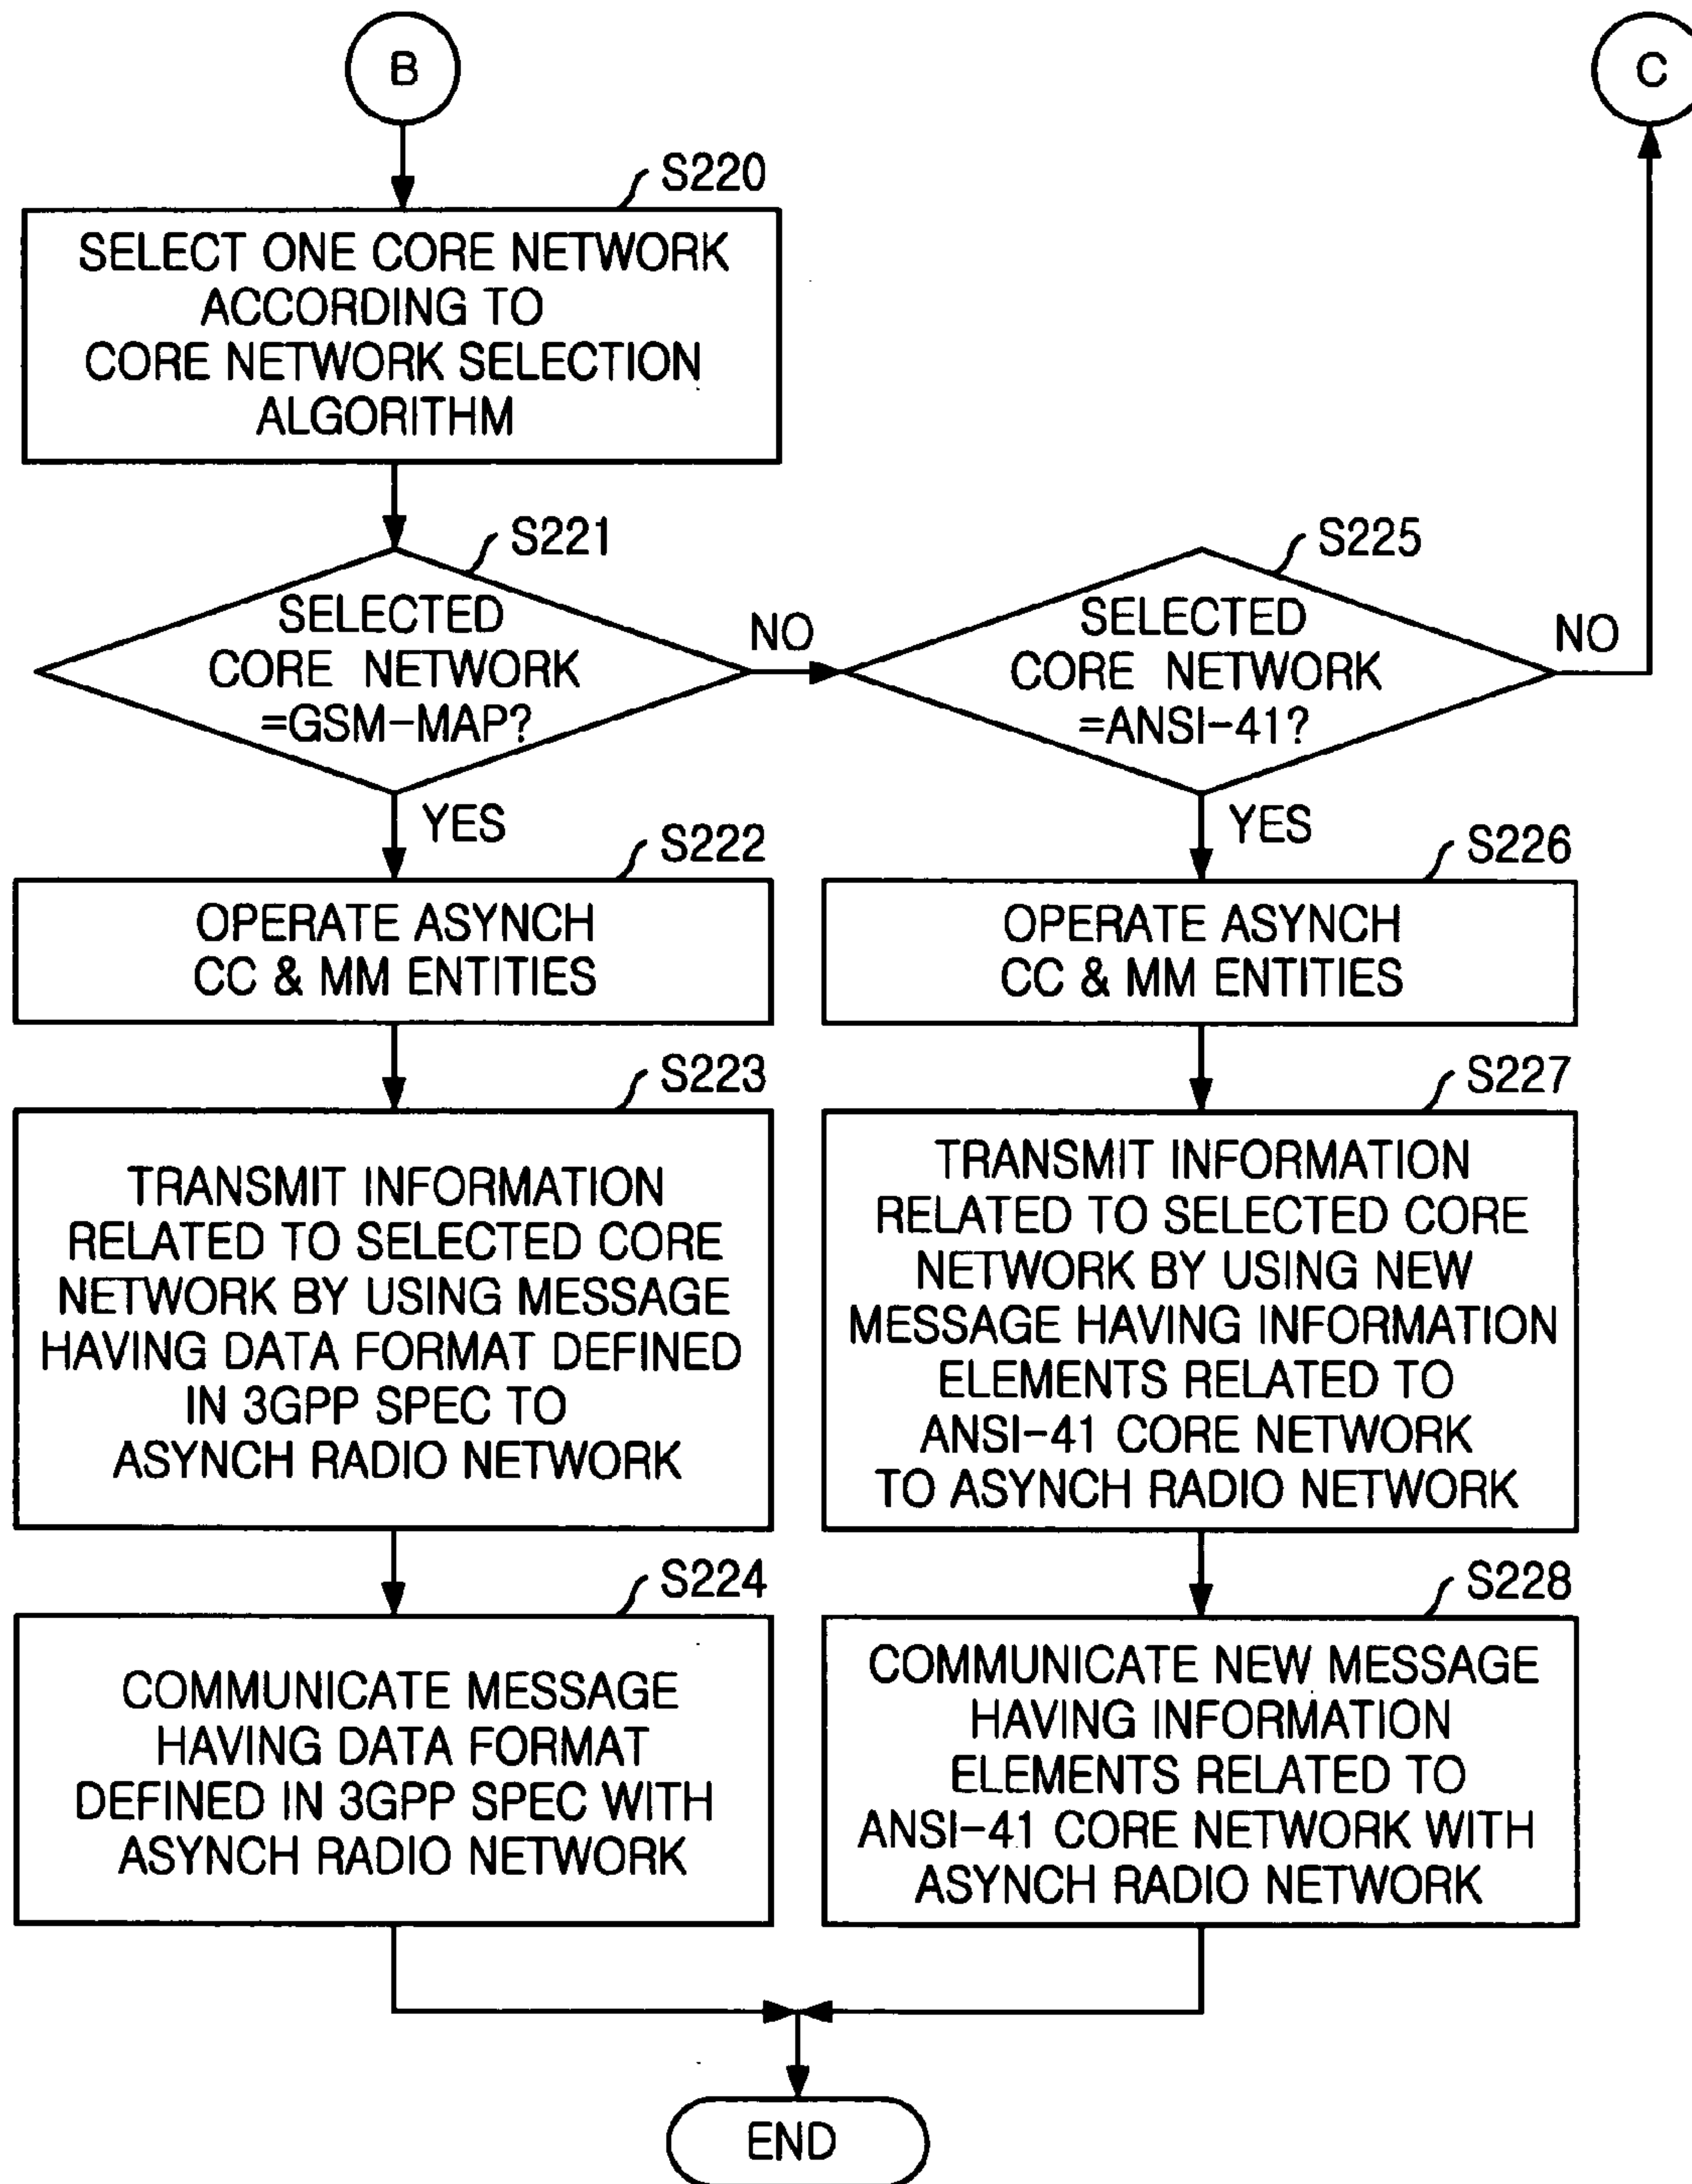 B
C
S220
SELECT ONE CORE NETWORK
ACCORDING TO
CORE NETWORK SELECTION
ALGORITHM
S221
SELECTED
CORE NETWORK
=GSM-MAP?
NO
YES
S225
SELECTED
CORE NETWORK
=ANSI-41?
NO
YES
S222
OPERATE ASYNCH
CC & MM ENTITIES
S226
OPERATE ASYNCH
CC & MM ENTITIES
S223
TRANSMIT INFORMATION
RELATED TO SELECTED CORE
NETWORK BY USING MESSAGE
HAVING DATA FORMAT DEFINED
IN 3GPP SPEC TO
ASYNCH RADIO NETWORK
S227
TRANSMIT INFORMATION
RELATED TO SELECTED CORE
NETWORK BY USING NEW
MESSAGE HAVING INFORMATION
ELEMENTS RELATED TO
ANSI-41 CORE NETWORK
TO ASYNCH RADIO NETWORK
S224
COMMUNICATE MESSAGE
HAVING DATA FORMAT
DEFINED IN 3GPP SPEC WITH
ASYNCH RADIO NETWORK
S228
COMMUNICATE NEW MESSAGE
HAVING INFORMATION
ELEMENTS RELATED TO
ANSI-41 CORE NETWORK WITH
ASYNCH RADIO NETWORK
END